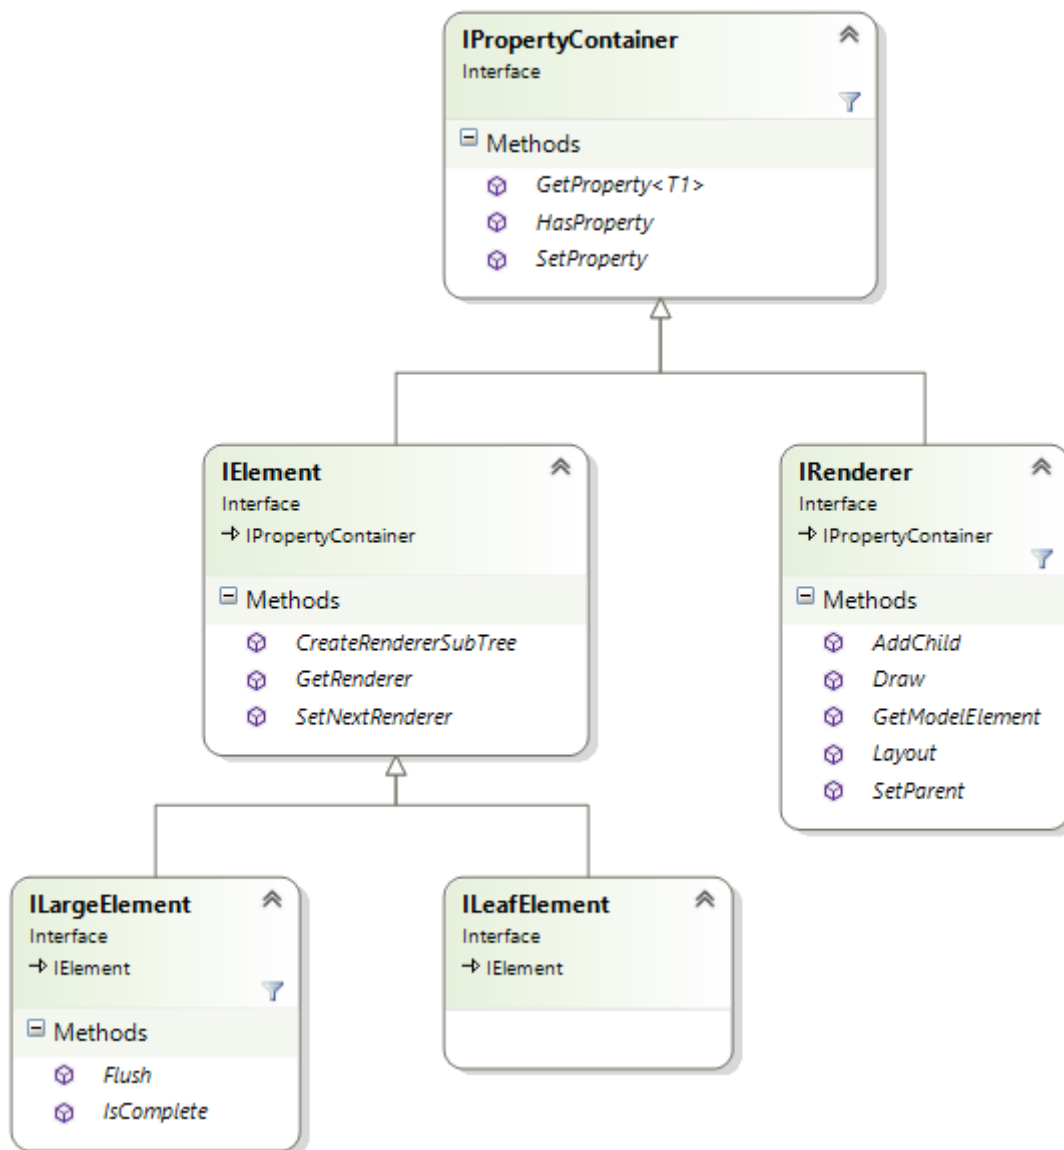 IPropertyContainer
Interface
Methods
GetProperty<T1>
HasProperty
SetProperty
IElement
Interface
IPropertyContainer
Methods
CreateRendererSubTree
GetRenderer
SetNextRenderer
IRenderer
Interface
IPropertyContainer
Methods
AddChild
Draw
GetModelElement
Layout
SetParent
ILargeElement
Interface
IElement
Methods
Flush
IsComplete
ILeafElement
Interface
IElement